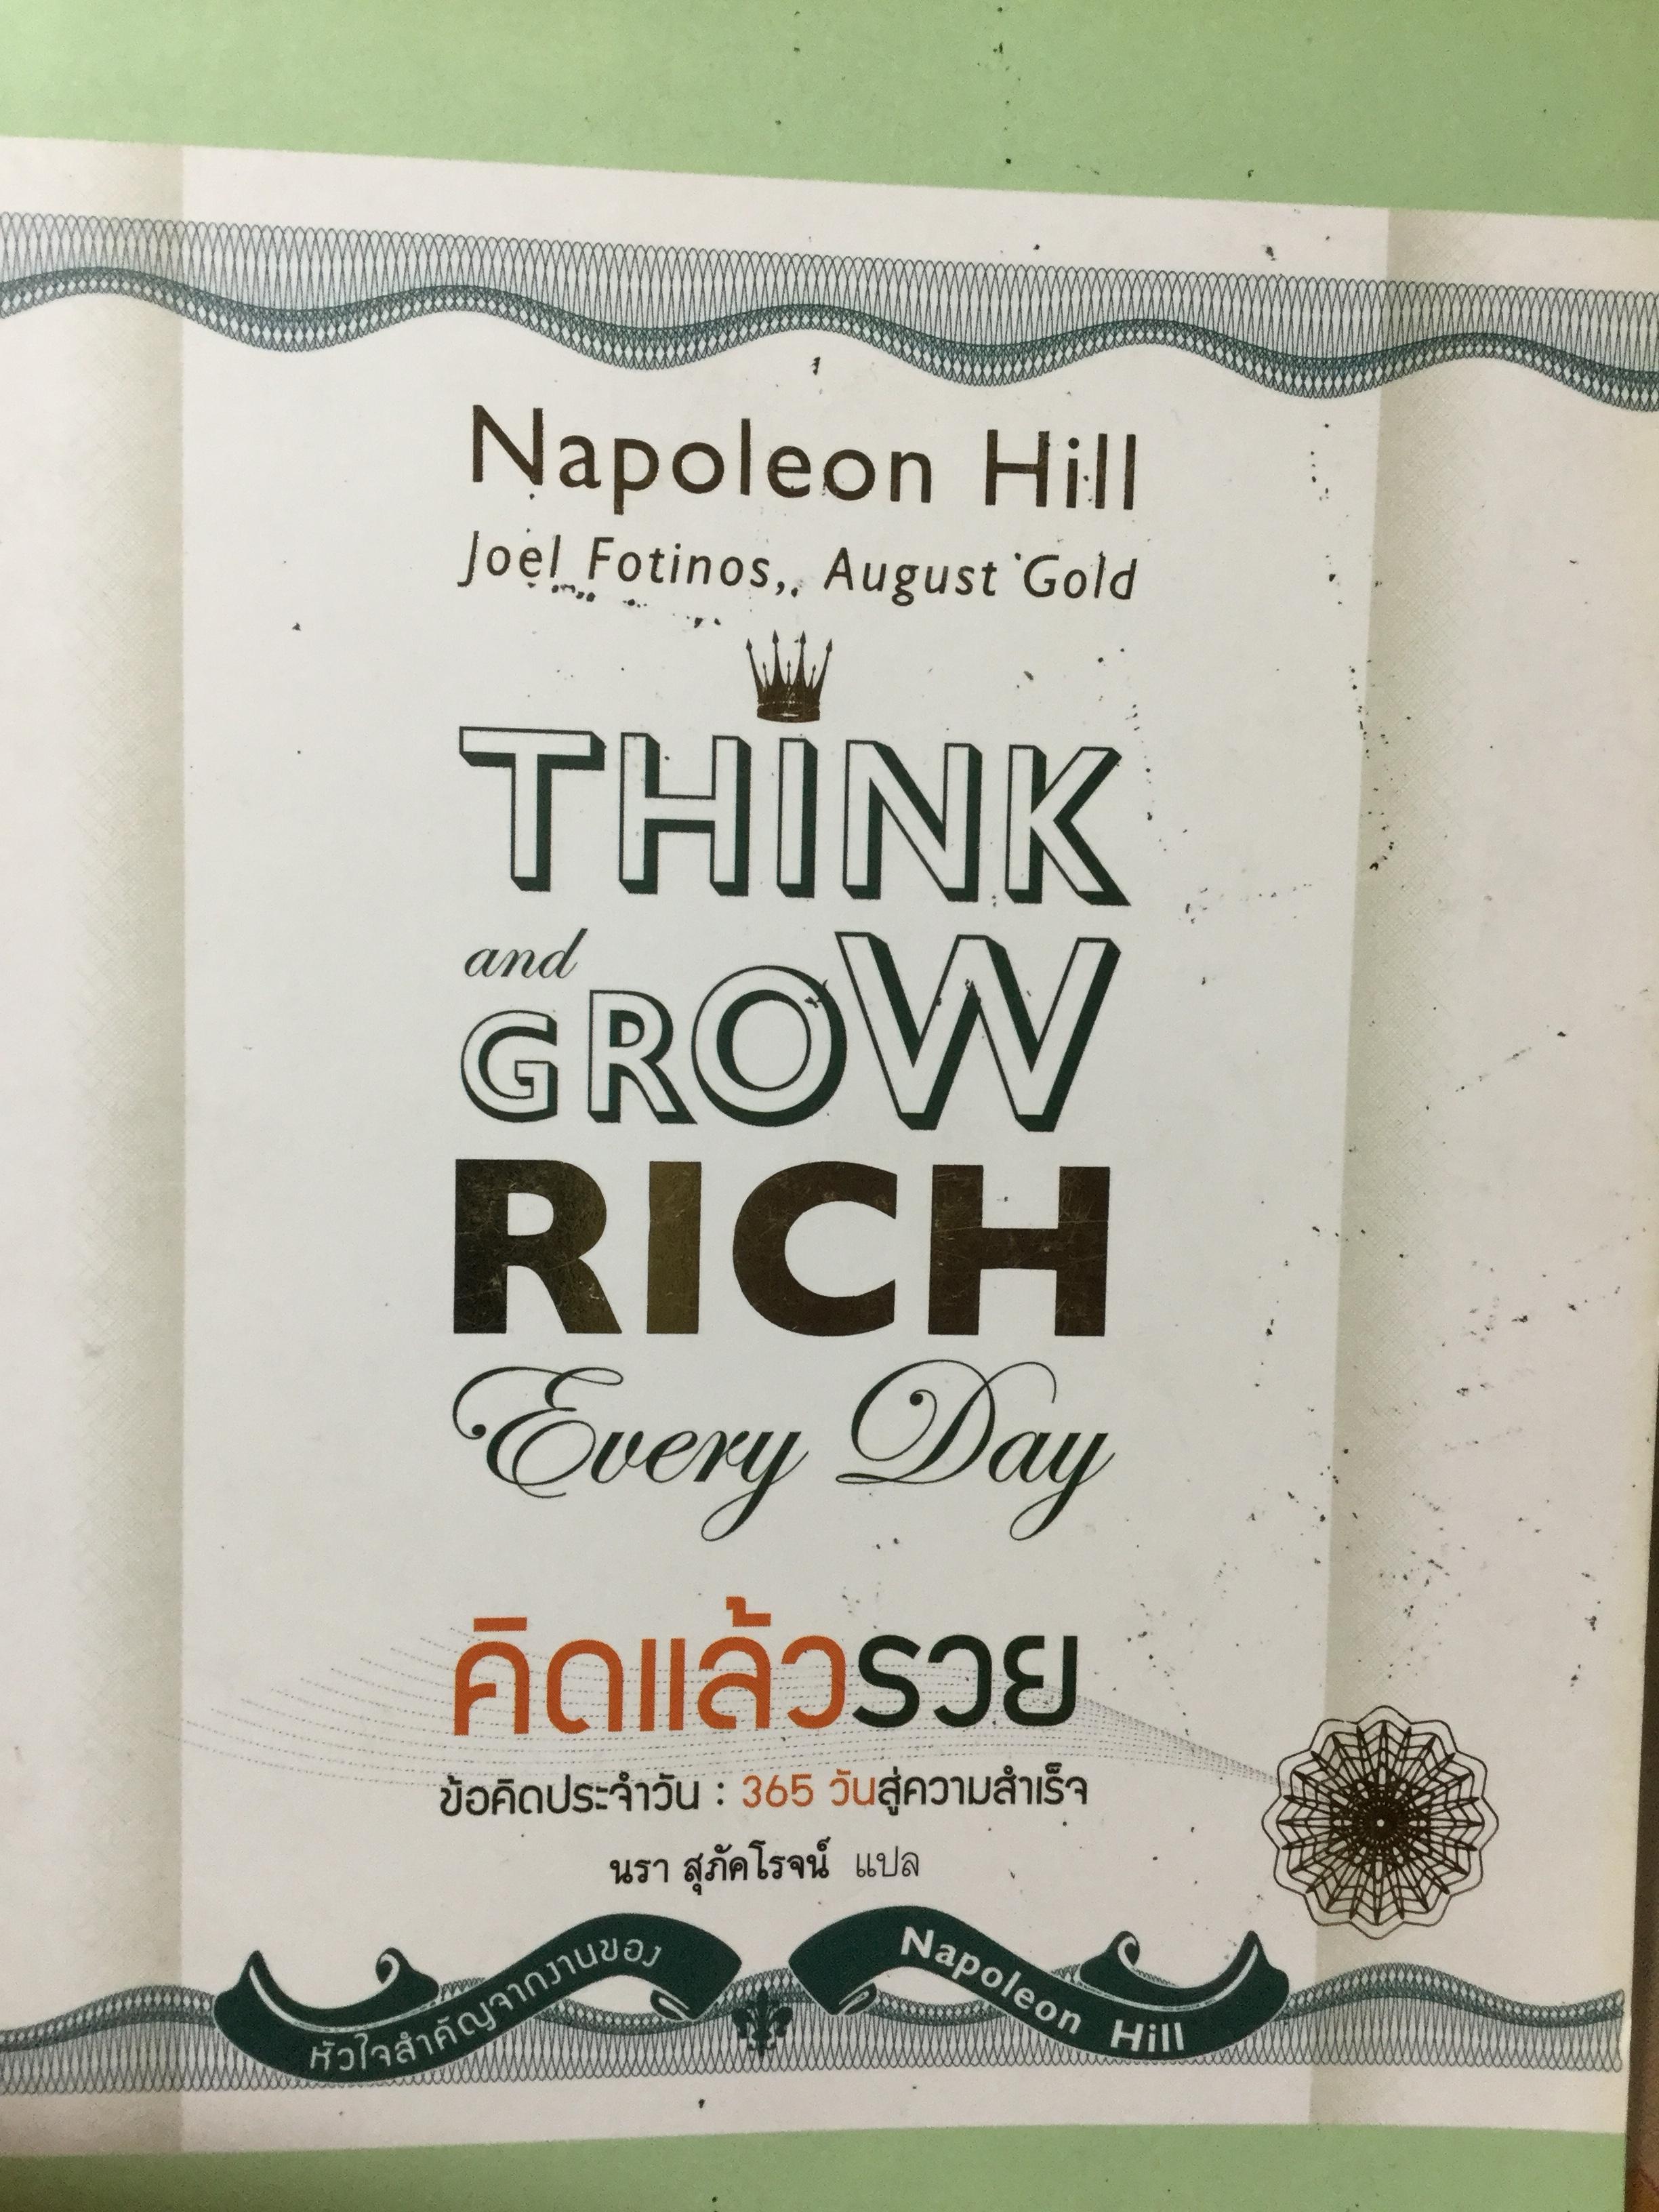 Napoleon Hill
Joel Fotinos, August Gold
THINK
and
GROW
RICH
Every Day
คิดแล้วรวย
ข้อคิดประจำวัน : 365 วันสู่ความสำเร็จ
นรา สุภัคโรจน์ แปล
หัวใจสำคัญจากงานของ Napoleon Hill